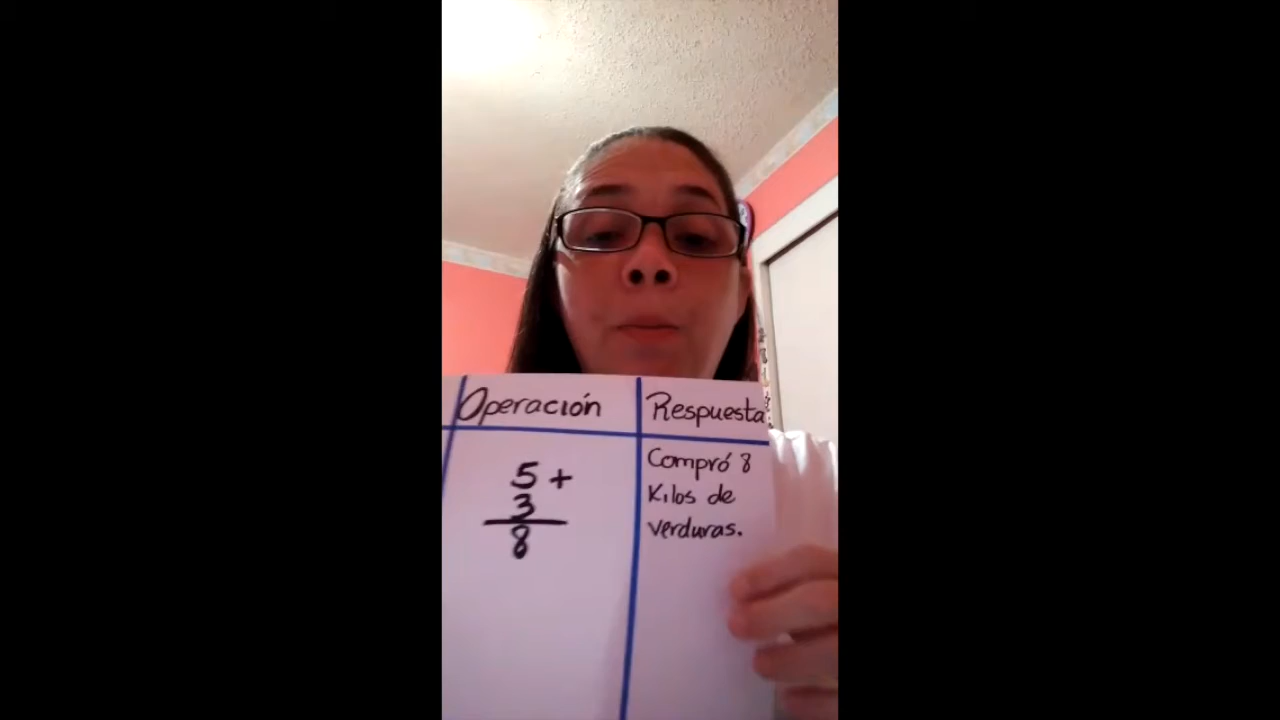 Operación
5 +
3
8
Respuesta
Compró 8
Kilos de
verduras.